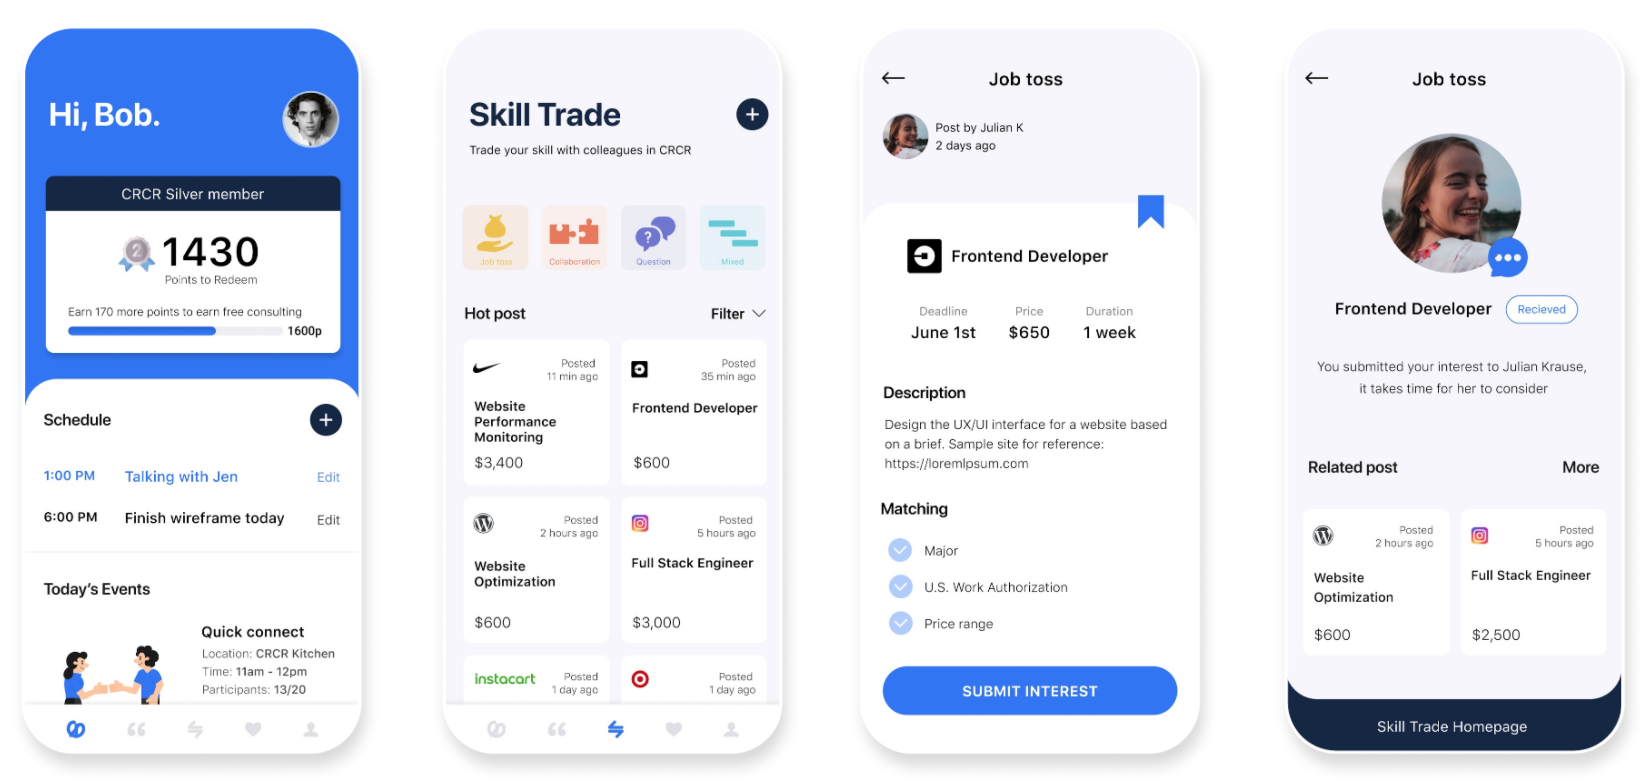 Hi, Bob.
CRCR Silver member
2
1430
Points to Redeem
Earn 170 more points to earn free consulting
1600p
Schedule
1:00 PM Talking with Jen Edit
6:00 PM Finish wireframe today Edit
Today's Events
Quick connect
Location: CRCR Kitchen
Time: 11am - 12pm
Participants: 13/20
Skill Trade
Trade your skill with colleagues in CRCR
Job toss Collaboration Question Mixed
Hot post Filter
Posted
11 min ago
Website
Performance
Monitoring
$3,400
Posted
35 min ago
Frontend Developer
$600
Posted
2 hours ago
Website
Optimization
$600
Posted
5 hours ago
Full Stack Engineer
$3,000
instacart
Posted
1 day ago
Posted
1 day ago
Job toss
Post by Julian K
2 days ago
Frontend Developer
Deadline Price Duration
June 1st $650 1 week
Description
Design the UX/UI interface for a website based
on a brief. Sample site for reference:
https://loremIpsum.com
Matching
Major
U.S. Work Authorization
Price range
SUBMIT INTEREST
Job toss
Frontend Developer Recieved
You submitted your interest to Julian Krause,
it takes time for her to consider
Related post More
Posted
2 hours ago
Website
Optimization
$600
Posted
5 hours ago
Full Stack Engineer
$2,500
Skill Trade Homepage